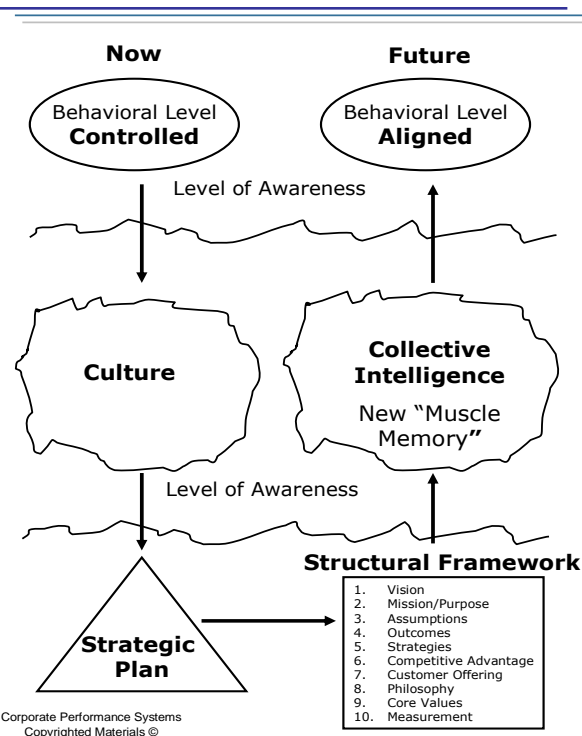 Now
Future
Behavioral Level
Controlled
Behavioral Level
Aligned
Level of Awareness
Culture
Collective
Intelligence
New “Muscle
Memory”
Level of Awareness
Strategic
Plan
Structural Framework
1. Vision
2. Mission/Purpose
3. Assumptions
4. Outcomes
5. Strategies
6. Competitive Advantage
7. Customer Offering
8. Philosophy
9. Core Values
10. Measurement
Corporate Performance Systems
Copyrighted Materials ©